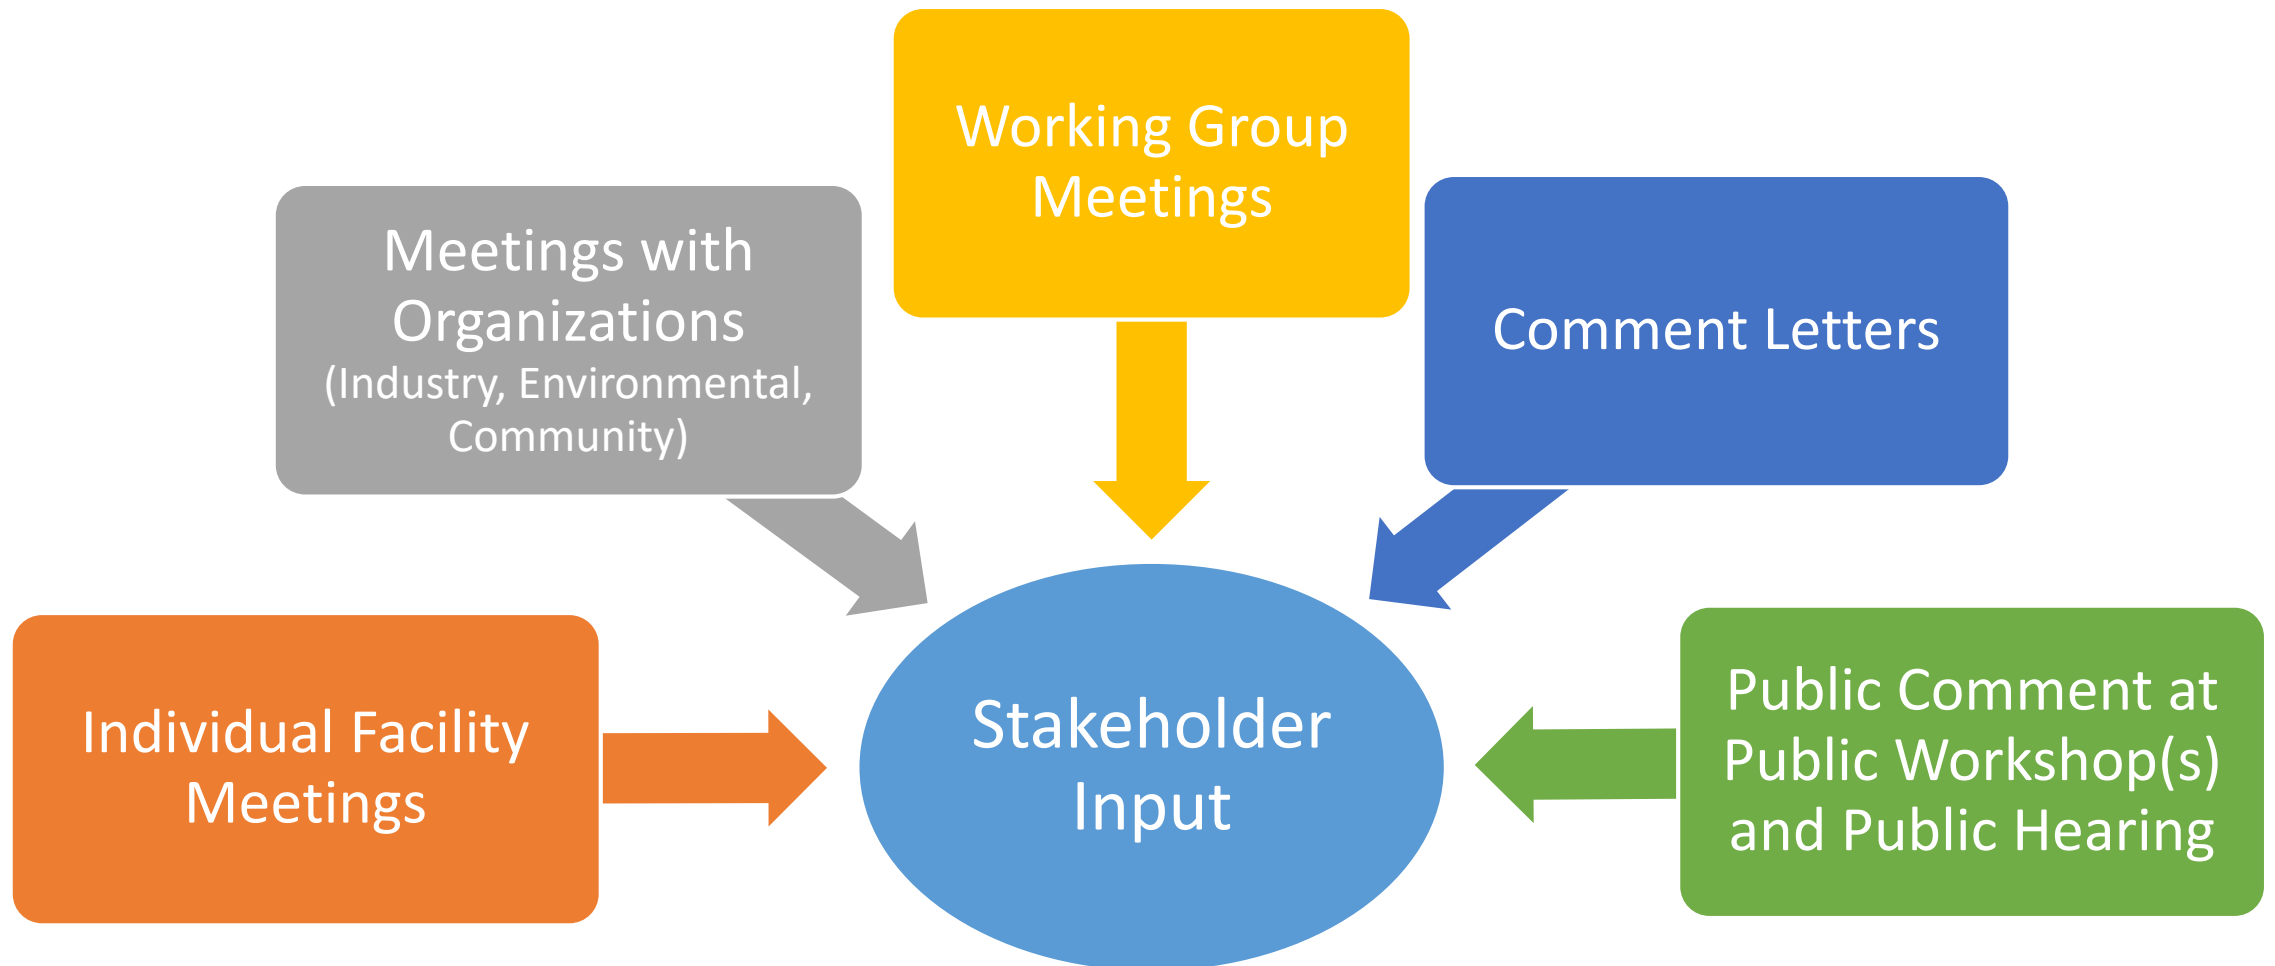 Working Group
Meetings
Meetings with
Organizations
(Industry, Environmental,
Community)
Comment Letters
Individual Facility
Meetings
Stakeholder
Input
Public Comment at
Public Workshop(s)
and Public Hearing